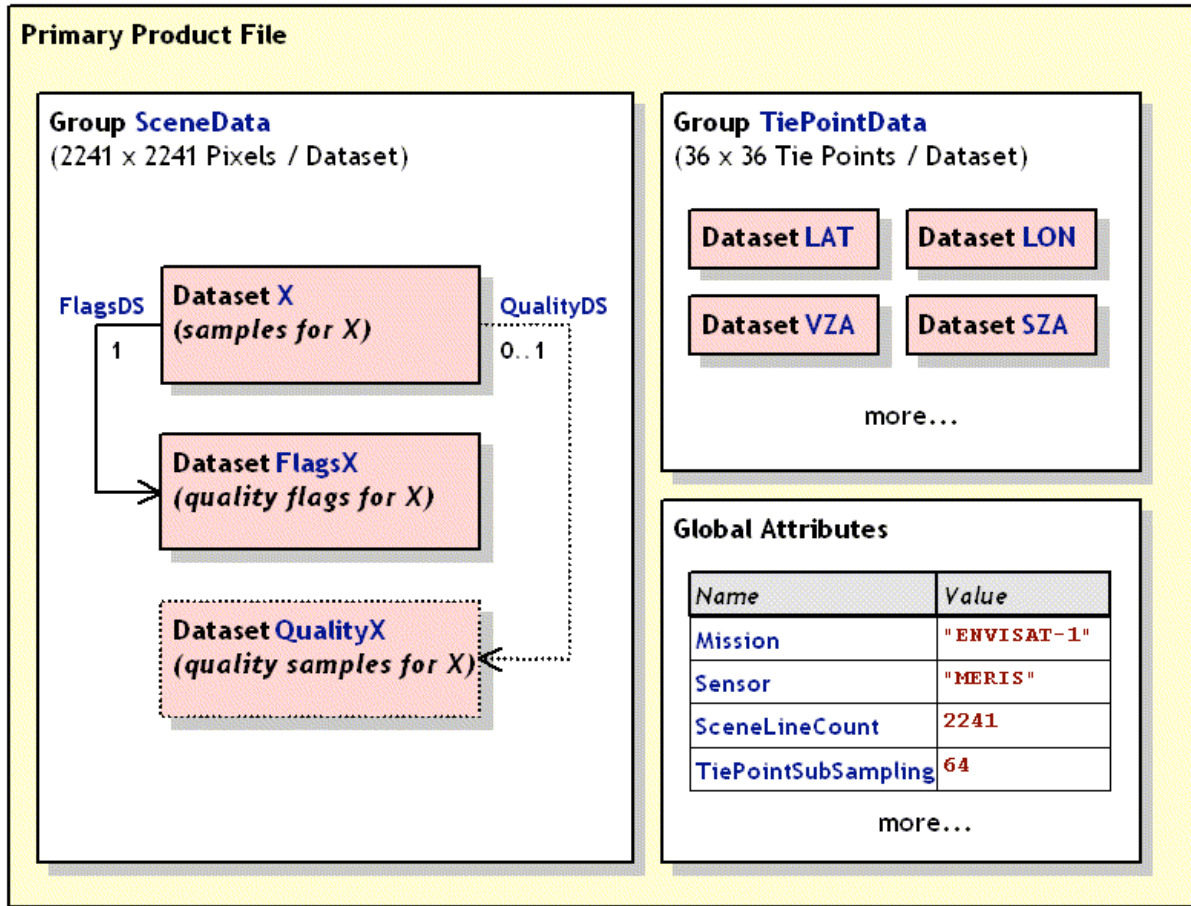 Primary Product File
Group SceneData
(2241 x 2241 Pixels / Dataset)
FlagsDS
1
Dataset X
(samples for X)
QualityDS
0..1
Dataset FlagsX
(quality flags for X)
Dataset QualityX
(quality samples for X)
Group TiePointData
(36 x 36 Tie Points / Dataset)
Dataset LAT
Dataset LON
Dataset VZA
Dataset SZA
more...
Global Attributes
Name Value
Mission "ENVISAT-1"
Sensor "MERIS"
SceneLineCount 2241
TiePointSubSampling 64
more...